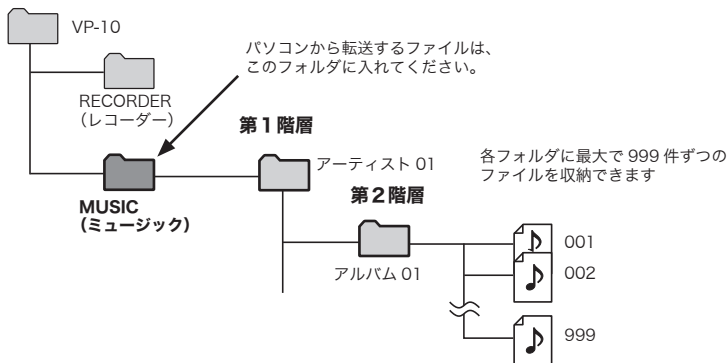 VP-10
パソコンから転送するファイルは、
このフォルダに入れてください。
RECORDER
（レコーダー）
第1階層
MUSIC
（ミュージック）
アーティスト 01
第2階層
アルバム 01
各フォルダに最大で 999 件ずつの
ファイルを収納できます
001
002
999